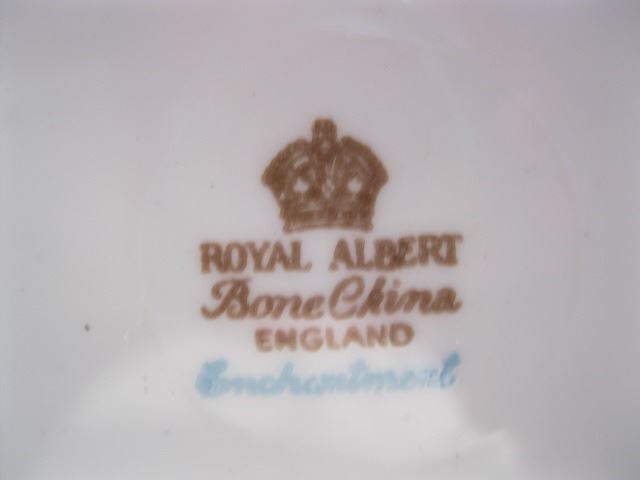 ROYAL ALBERT
Bone China
ENGLAND
Enchantment